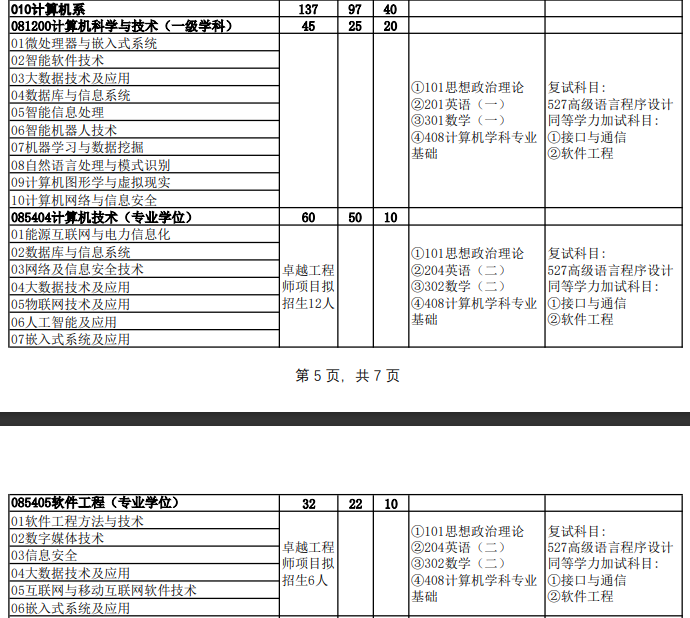 010计算机系 137 97 40
081200计算机科学与技术（一级学科） 45 25 20
01微处理器与嵌入式系统
02智能软件技术
03大数据技术及应用
04数据库与信息系统
05智能信息处理
06智能机器人技术
07机器学习与数据挖掘
08自然语言处理与模式识别
09计算机图形学与虚拟现实
10计算机网络与信息安全
①101思想政治理论
②201英语（一）
③301数学（一）
④408计算机学科专业
基础
复试科目：
527高级语言程序设计
同等学力加试科目：
①接口与通信
②软件工程
085404计算机技术（专业学位） 60 50 10
01能源互联网与电力信息化
02数据库与信息系统
03网络及信息安全技术
04大数据技术及应用
05物联网技术及应用
06人工智能及应用
07嵌入式系统及应用
卓越工程
师项目拟
招生12人
①101思想政治理论
②204英语（二）
③302数学（二）
④408计算机学科专业
基础
复试科目：
527高级语言程序设计
同等学力加试科目：
①接口与通信
②软件工程
第 5 页，共 7 页
085405软件工程（专业学位） 32 22 10
01软件工程方法与技术
02数字媒体技术
03信息安全
04大数据技术及应用
05互联网与移动互联网软件技术
06嵌入式系统及应用
卓越工程
师项目拟
招生6人
①101思想政治理论
②204英语（二）
③302数学（二）
④408计算机学科专业
基础
复试科目：
527高级语言程序设计
同等学力加试科目：
①接口与通信
②软件工程